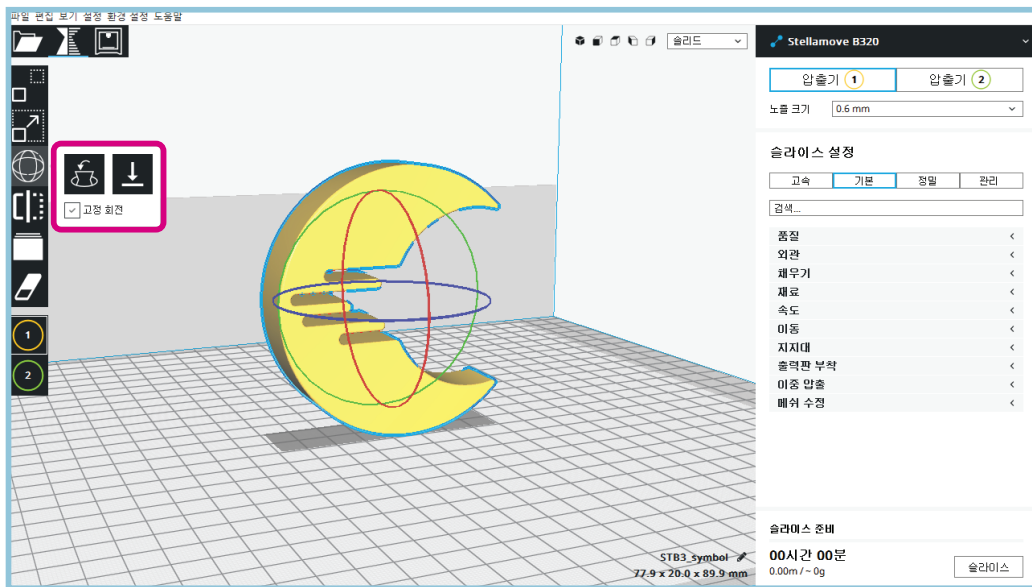 파일 편집 보기 설정 환경 설정 도움말
솔리드
Stellamove B320
압출기 1 압출기 2
노즐 크기 0.6 mm
슬라이스 설정
고속 기본 정밀 관리
검색...
고정 회전
품질
외관
채우기
재료
속도
이동
지지대
출력판 부착
이중 압출
메쉬 수정
1
2
STB3_symbol
77.9 x 20.0 x 89.9 mm
슬라이스 준비
00시간 00분
0.00m / ~ 0g
슬라이스